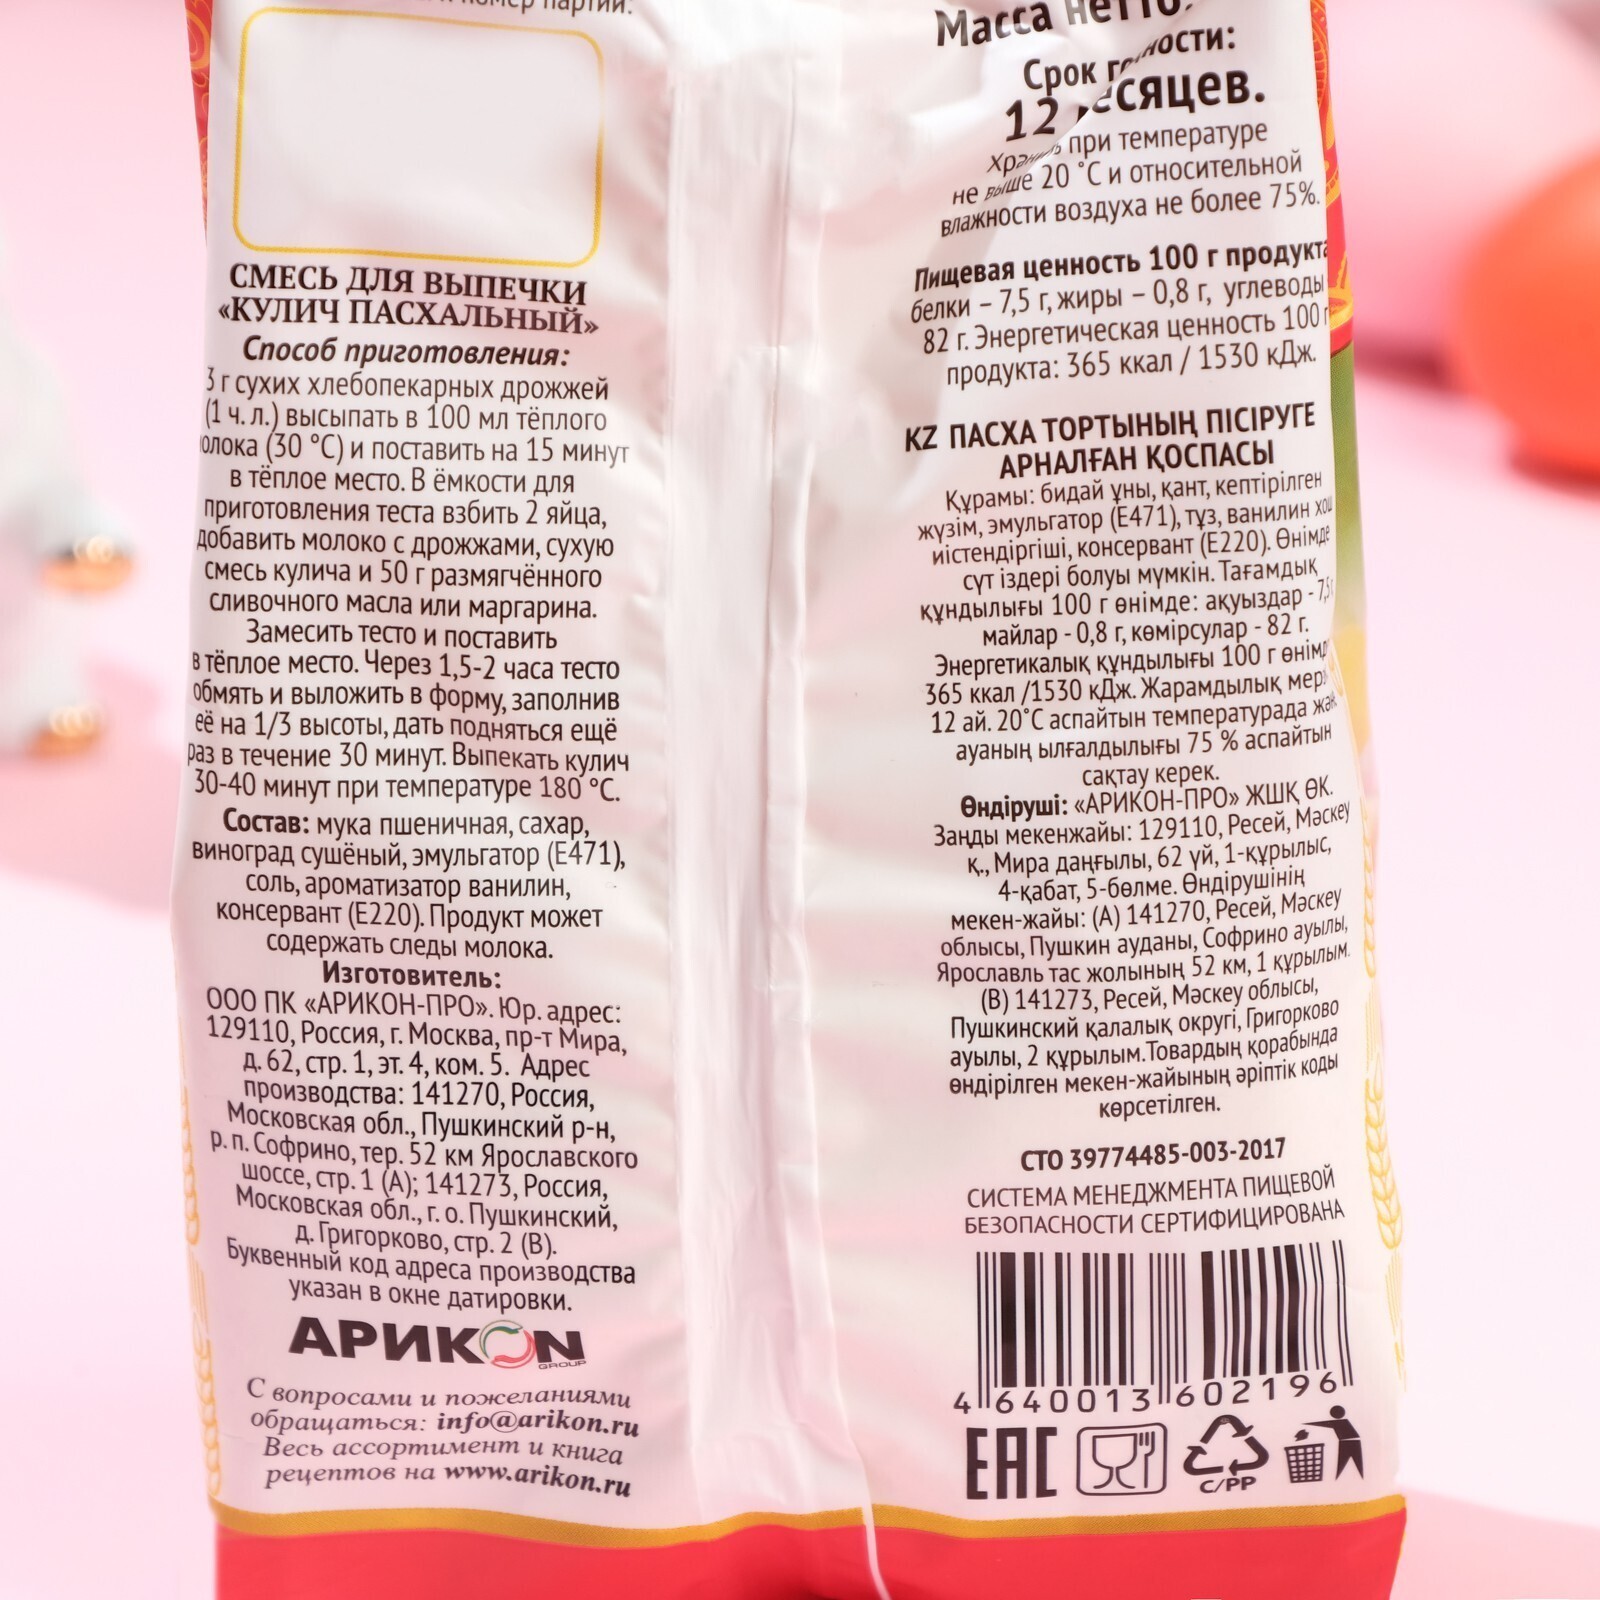 номер партии:
СМЕСЬ ДЛЯ ВЫПЕЧКИ
«КУЛИЧ ПАСХАЛЬНЫЙ»
Способ приготовления:
3 г сухих хлебопекарных дрожжей
(1 ч. л.) высыпать в 100 мл тёплого
олока (30 °С) и поставить на 15 минут
в тёплое место. В ёмкости для
приготовления теста взбить 2 яйца,
добавить молоко с дрожжами, сухую
смесь кулича и 50 г размягчённого
сливочного масла или маргарина.
Замесить тесто и поставить
в тёплое место. Через 1,5-2 часа тесто
обмять и выложить в форму, заполнив
её на 1/3 высоты, дать подняться ещё
раз в течение 30 минут. Выпекать кулич
30-40 минут при температуре 180 °С.
Состав: мука пшеничная, сахар,
виноград сушёный, эмульгатор (Е471),
соль, ароматизатор ванилин,
консервант (Е220). Продукт может
содержать следы молока.
Изготовитель:
ООО ПК «АРИКОН-ПРО». Юр. адрес:
129110, Россия, г. Москва, пр-т Мира,
д. 62, стр. 1, эт. 4, ком. 5. Адрес
производства: 141270, Россия,
Московская обл., Пушкинский р-н,
р. п. Софрино, тер. 52 км Ярославского
шоссе, стр. 1 (А); 141273, Россия,
Московская обл., г. о. Пушкинский,
д. Григорково, стр. 2 (В).
Буквенный код адреса производства
указан в окне датировки.
АРИКОN
GROUP
С вопросами и пожеланиями
обращаться: info@arikon.ru
Весь ассортимент и книга
рецептов на www.arikon.ru
Масса нетто:
Срок годности:
12 месяцев.
Хранить при температуре
не выше 20 °С и относительной
влажности воздуха не более 75%.
Пищевая ценность 100 г продукта
белки – 7,5 г, жиры – 0,8 г, углеводы
82 г. Энергетическая ценность 100 г
продукта: 365 ккал / 1530 кДж.
KZ ПАСХА ТОРТЫНЫҢ ПІСІРУГЕ
АРНАЛҒАН ҚОСПАСЫ
Құрамы: бидай ұны, қант, кептірілген
жүзім, эмульгатор (Е471), тұз, ванилин хош
иістендіргіші, консервант (Е220). Өнімде
сүт іздері болуы мүмкін. Тағамдық
құндылығы 100 г өнімде: ақуыздар - 7,5г
майлар - 0,8 г, көмірсулар - 82 г.
Энергетикалық құндылығы 100 г өнімд
365 ккал /1530 кДж. Жарамдылық мерз
12 ай. 20°С аспайтын температурада жән
ауаның ылғалдылығы 75 % аспайтын
сақтау керек.
Өндіруші: «АРИКОН-ПРО» ЖШҚ ӨК.
Заңды мекенжайы: 129110, Ресей, Мәскеу
қ., Мира даңғылы, 62 үй, 1-құрылыс,
4-қабат, 5-бөлме. Өндірушінің
мекен-жайы: (А) 141270, Ресей, Мәскеу
облысы, Пушкин ауданы, Софрино ауылы,
Ярославль тас жолының 52 км, 1 құрылым.
(В) 141273, Ресей, Мәскеу облысы,
Пушкинский қалалық округі, Григорково
ауылы, 2 құрылым. Товардың қорабында
өндірілген мекен-жайының әріптік коды
көрсетілген.
СТО 39774485-003-2017
СИСТЕМА МЕНЕДЖМЕНТА ПИЩЕВОЙ
БЕЗОПАСНОСТИ СЕРТИФИЦИРОВАНА
4 640013 602196
ЕАС
C/PP